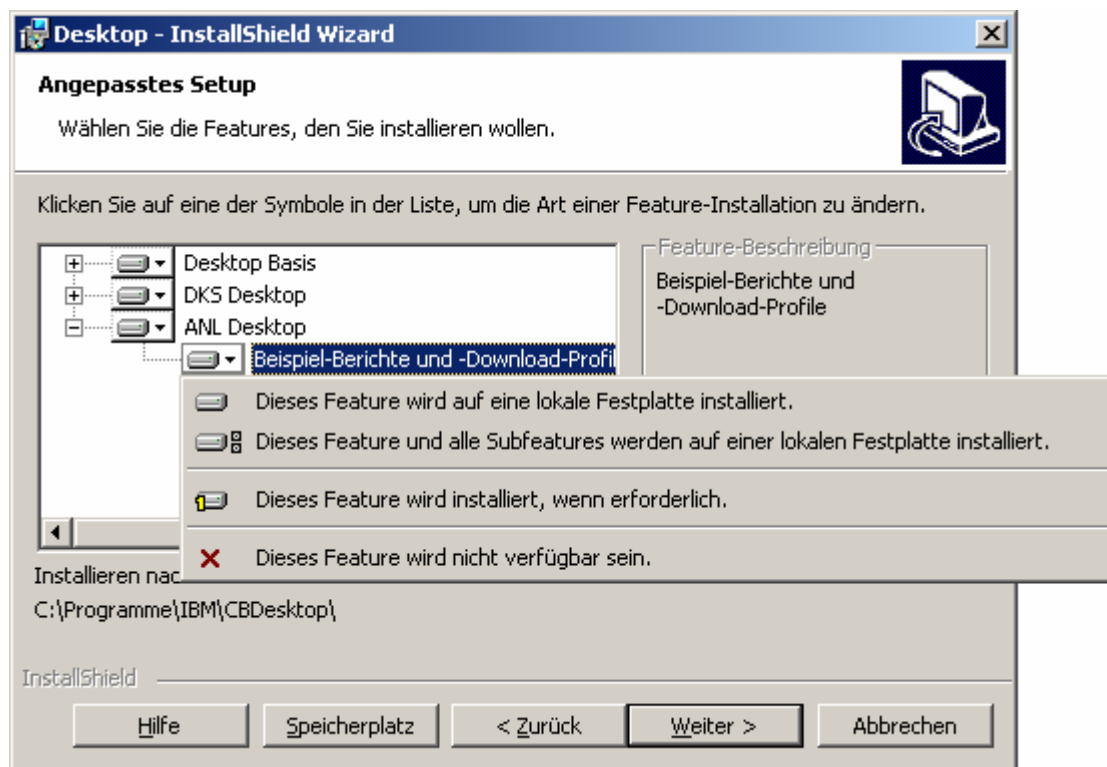 Desktop - InstallShield Wizard
Angepasstes Setup
Wählen Sie die Features, den Sie installieren wollen.
Klicken Sie auf eine der Symbole in der Liste, um die Art einer Feature-Installation zu ändern.
Desktop Basis
DKS Desktop
ANL Desktop
Beispiel-Berichte und -Download-Profil
Feature-Beschreibung
Beispiel-Berichte und
-Download-Profile
Dieses Feature wird auf eine lokale Festplatte installiert.
Dieses Feature und alle Subfeatures werden auf einer lokalen Festplatte installiert.
Dieses Feature wird installiert, wenn erforderlich.
Dieses Feature wird nicht verfügbar sein.
Installieren nac
C:\Programme\IBM\CBDesktop\
InstallShield
Hilfe
Speicherplatz
< Zurück
Weiter >
Abbrechen